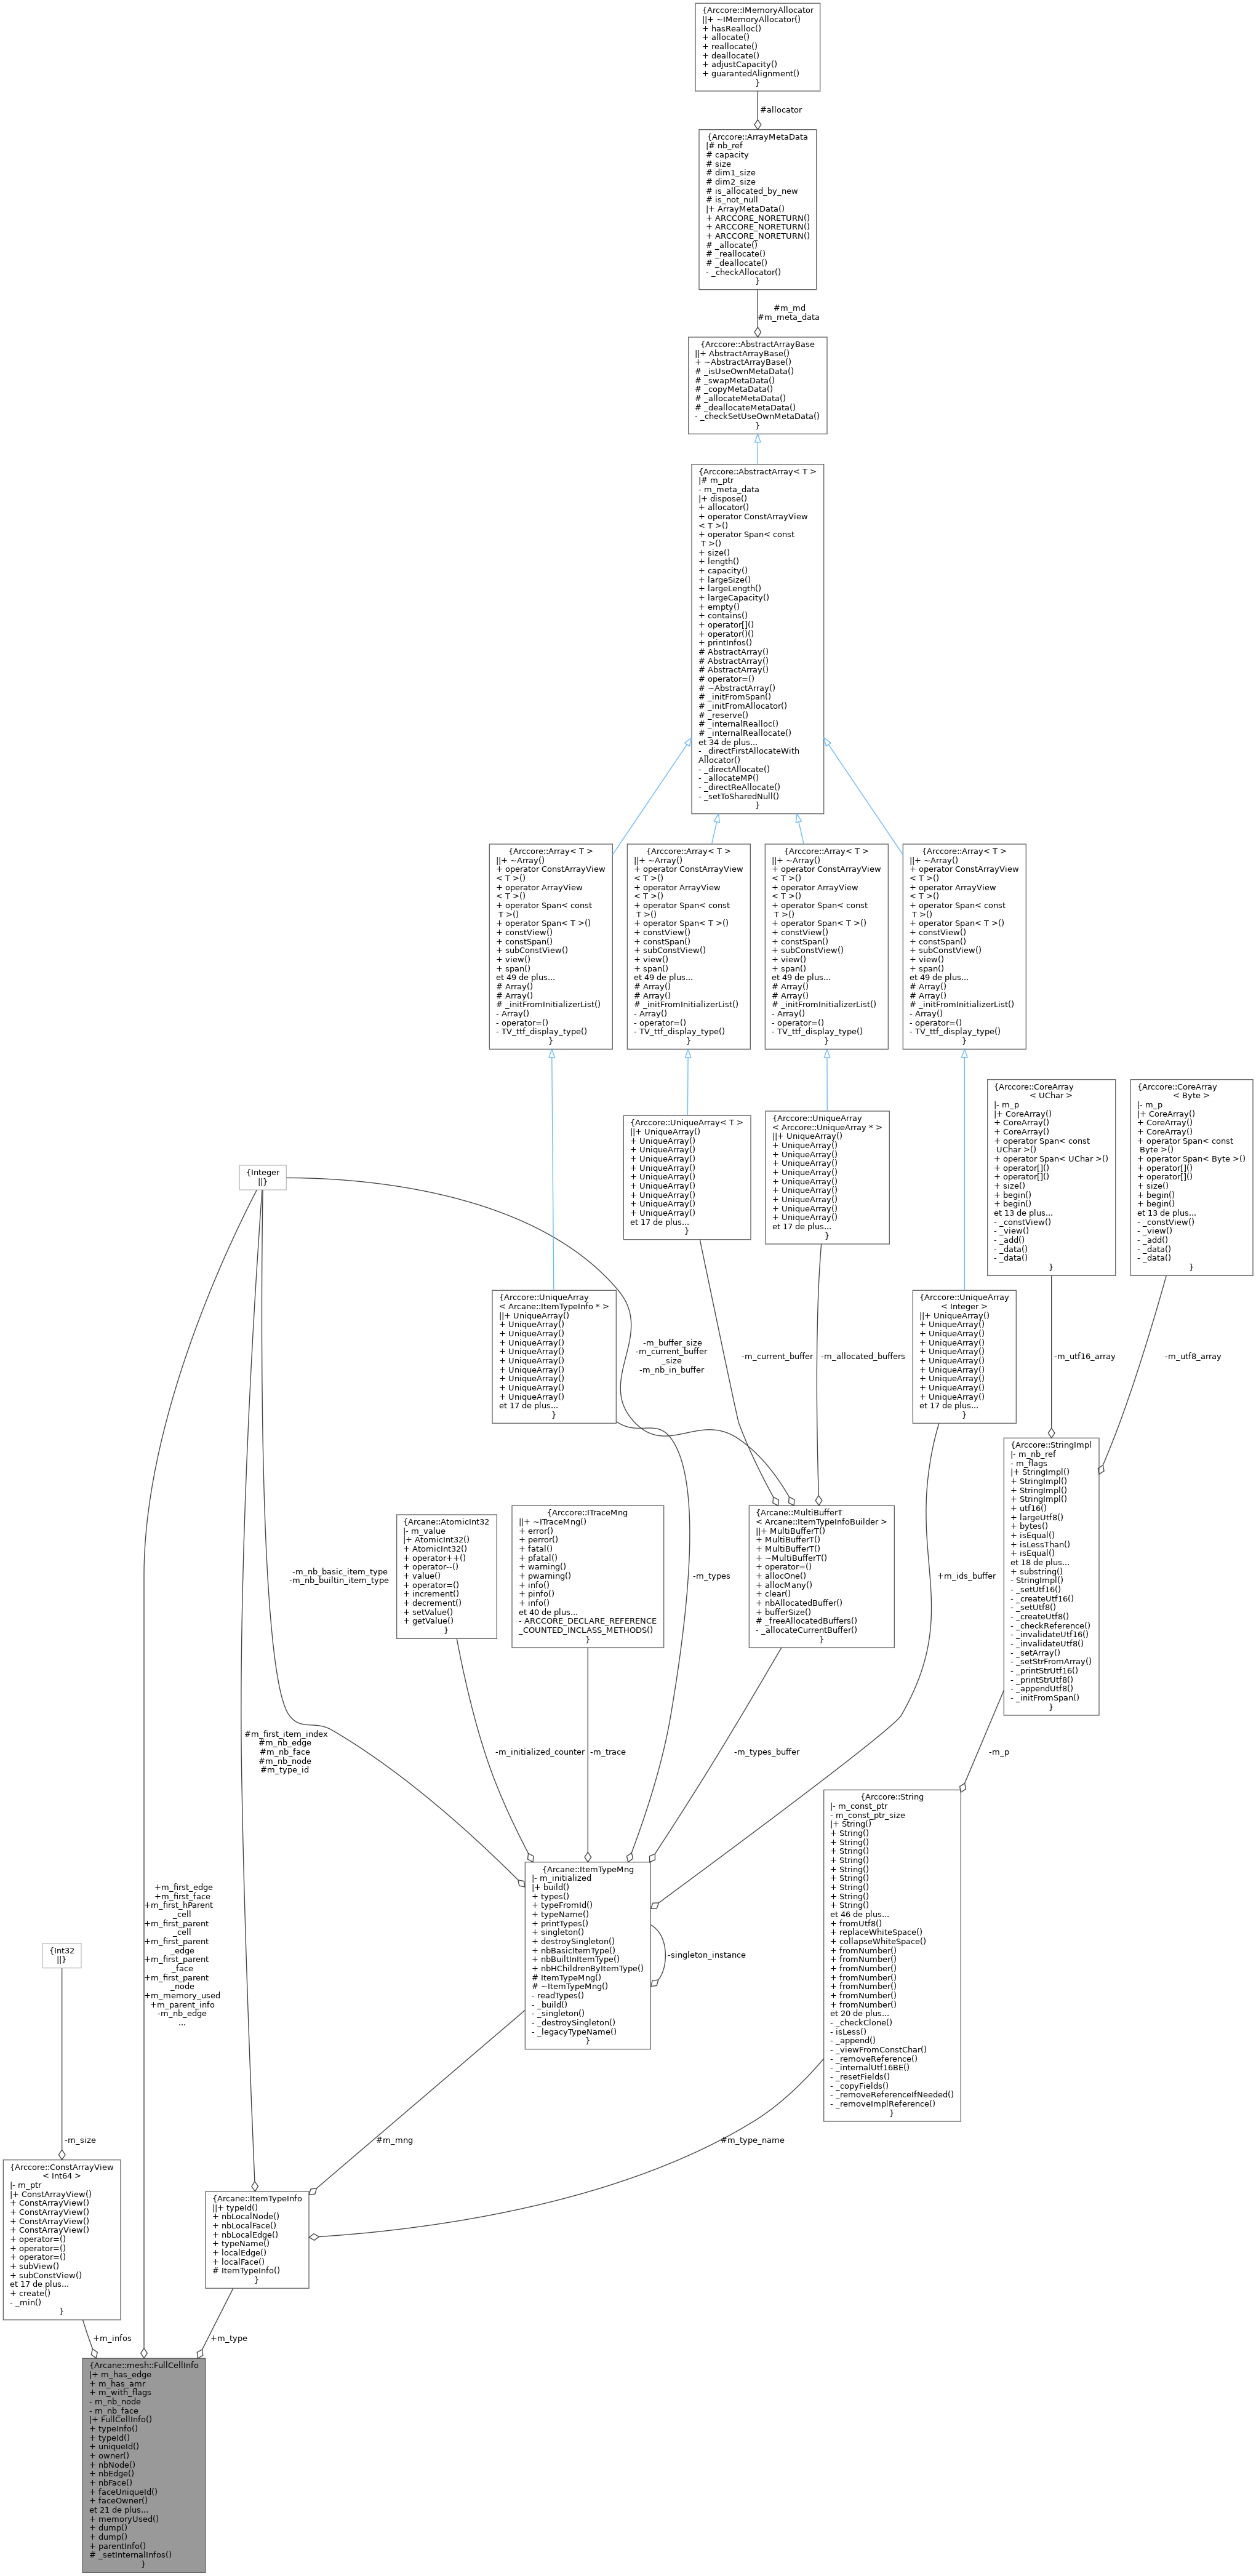 {Arccore::IMemoryAllocator
||+ ~IMemoryAllocator()
+ hasRealloc()
+ allocate()
+ reallocate()
+ deallocate()
+ adjustCapacity()
+ guarantedAlignment()
}
#allocator
{Arccore::ArrayMetaData
|# nb_ref
# capacity
# size
# dim1_size
# dim2_size
# is_allocated_by_new
# is_not_null
|+ ArrayMetaData()
+ ARCCORE_NORETURN()
+ ARCCORE_NORETURN()
+ ARCCORE_NORETURN()
# _allocate()
# _reallocate()
# _deallocate()
- _checkAllocator()
}
#m_md
#m_meta_data
{Arccore::AbstractArrayBase
||+ AbstractArrayBase()
+ ~AbstractArrayBase()
# _isUseOwnMetaData()
# _swapMetaData()
# _copyMetaData()
# _allocateMetaData()
# _deallocateMetaData()
- _checkSetUseOwnMetaData()
}
{Arccore::AbstractArray< T >
|# m_ptr
- m_meta_data
|+ dispose()
+ allocator()
+ operator ConstArrayView
< T >()
+ operator Span< const
 T >()
+ size()
+ length()
+ capacity()
+ largeSize()
+ largeLength()
+ largeCapacity()
+ empty()
+ contains()
+ operator[]()
+ operator()()
+ printInfos()
# AbstractArray()
# AbstractArray()
# AbstractArray()
# operator=()
# ~AbstractArray()
# _initFromSpan()
# _initFromAllocator()
# _reserve()
# _internalRealloc()
# _internalReallocate()
et 34 de plus...
- _directFirstAllocateWith
Allocator()
- _directAllocate()
- _allocateMP()
- _directReAllocate()
- _setToSharedNull()
}
{Arccore::Array< T >
||+ ~Array()
+ operator ConstArrayView
< T >()
+ operator ArrayView
< T >()
+ operator Span< const
 T >()
+ operator Span< T >()
+ constView()
+ constSpan()
+ subConstView()
+ view()
+ span()
et 49 de plus...
# Array()
# Array()
# _initFromInitializerList()
- Array()
- operator=()
- TV_ttf_display_type()
}
{Arccore::Array< T >
||+ ~Array()
+ operator ConstArrayView
< T >()
+ operator ArrayView
< T >()
+ operator Span< const
 T >()
+ operator Span< T >()
+ constView()
+ constSpan()
+ subConstView()
+ view()
+ span()
et 49 de plus...
# Array()
# Array()
# _initFromInitializerList()
- Array()
- operator=()
- TV_ttf_display_type()
}
{Arccore::Array< T >
||+ ~Array()
+ operator ConstArrayView
< T >()
+ operator ArrayView
< T >()
+ operator Span< const
 T >()
+ operator Span< T >()
+ constView()
+ constSpan()
+ subConstView()
+ view()
+ span()
et 49 de plus...
# Array()
# Array()
# _initFromInitializerList()
- Array()
- operator=()
- TV_ttf_display_type()
}
{Arccore::Array< T >
||+ ~Array()
+ operator ConstArrayView
< T >()
+ operator ArrayView
< T >()
+ operator Span< const
 T >()
+ operator Span< T >()
+ constView()
+ constSpan()
+ subConstView()
+ view()
+ span()
et 49 de plus...
# Array()
# Array()
# _initFromInitializerList()
- Array()
- operator=()
- TV_ttf_display_type()
}
{Arccore::CoreArray
< UChar >
|- m_p
|+ CoreArray()
+ CoreArray()
+ CoreArray()
+ operator Span< const
 UChar >()
+ operator Span< UChar >()
+ operator[]()
+ operator[]()
+ size()
+ begin()
+ begin()
et 13 de plus...
- _constView()
- _view()
- _add()
- _data()
- _data()
}
{Arccore::CoreArray
< Byte >
|- m_p
|+ CoreArray()
+ CoreArray()
+ CoreArray()
+ operator Span< const
 Byte >()
+ operator Span< Byte >()
+ operator[]()
+ operator[]()
+ size()
+ begin()
+ begin()
et 13 de plus...
- _constView()
- _view()
- _add()
- _data()
- _data()
}
{Arccore::UniqueArray< T >
||+ UniqueArray()
+ UniqueArray()
+ UniqueArray()
+ UniqueArray()
+ UniqueArray()
+ UniqueArray()
+ UniqueArray()
+ UniqueArray()
+ UniqueArray()
+ UniqueArray()
et 17 de plus...
}
{Arccore::UniqueArray
< Arccore::UniqueArray * >
||+ UniqueArray()
+ UniqueArray()
+ UniqueArray()
+ UniqueArray()
+ UniqueArray()
+ UniqueArray()
+ UniqueArray()
+ UniqueArray()
+ UniqueArray()
+ UniqueArray()
et 17 de plus...
}
{Integer
||}
{Arccore::UniqueArray
< Arcane::ItemTypeInfo * >
||+ UniqueArray()
+ UniqueArray()
+ UniqueArray()
+ UniqueArray()
+ UniqueArray()
+ UniqueArray()
+ UniqueArray()
+ UniqueArray()
+ UniqueArray()
+ UniqueArray()
et 17 de plus...
}
{Arccore::UniqueArray
< Integer >
||+ UniqueArray()
+ UniqueArray()
+ UniqueArray()
+ UniqueArray()
+ UniqueArray()
+ UniqueArray()
+ UniqueArray()
+ UniqueArray()
+ UniqueArray()
+ UniqueArray()
et 17 de plus...
}
-m_buffer_size
-m_current_buffer
_size
-m_nb_in_buffer
-m_current_buffer
-m_allocated_buffers
-m_utf16_array
-m_utf8_array
{Arccore::StringImpl
|- m_nb_ref
- m_flags
|+ StringImpl()
+ StringImpl()
+ StringImpl()
+ StringImpl()
+ utf16()
+ largeUtf8()
+ bytes()
+ isEqual()
+ isLessThan()
+ isEqual()
et 18 de plus...
+ substring()
- StringImpl()
- _setUtf16()
- _createUtf16()
- _setUtf8()
- _createUtf8()
- _checkReference()
- _invalidateUtf16()
- _invalidateUtf8()
- _setArray()
- _setStrFromArray()
- _printStrUtf16()
- _printStrUtf8()
- _appendUtf8()
- _initFromSpan()
}
{Arcane::AtomicInt32
|- m_value
|+ AtomicInt32()
+ AtomicInt32()
+ operator++()
+ operator--()
+ value()
+ operator=()
+ increment()
+ decrement()
+ setValue()
+ getValue()
}
{Arccore::ITraceMng
||+ ~ITraceMng()
+ error()
+ perror()
+ fatal()
+ pfatal()
+ warning()
+ pwarning()
+ info()
+ pinfo()
+ info()
et 40 de plus...
- ARCCORE_DECLARE_REFERENCE
_COUNTED_INCLASS_METHODS()
}
{Arcane::MultiBufferT
< Arcane::ItemTypeInfoBuilder >
||+ MultiBufferT()
+ MultiBufferT()
+ MultiBufferT()
+ ~MultiBufferT()
+ operator=()
+ allocOne()
+ allocMany()
+ clear()
+ nbAllocatedBuffer()
+ bufferSize()
# _freeAllocatedBuffers()
- _allocateCurrentBuffer()
}
-m_nb_basic_item_type
-m_nb_builtin_item_type
-m_types
+m_ids_buffer
#m_first_item_index
#m_nb_edge
#m_nb_face
#m_nb_node
#m_type_id
-m_initialized_counter
-m_trace
-m_types_buffer
-m_p
{Arccore::String
|- m_const_ptr
- m_const_ptr_size
|+ String()
+ String()
+ String()
+ String()
+ String()
+ String()
+ String()
+ String()
+ String()
+ String()
et 46 de plus...
+ fromUtf8()
+ replaceWhiteSpace()
+ collapseWhiteSpace()
+ fromNumber()
+ fromNumber()
+ fromNumber()
+ fromNumber()
+ fromNumber()
+ fromNumber()
+ fromNumber()
et 20 de plus...
- _checkClone()
- isLess()
- _append()
- _viewFromConstChar()
- _removeReference()
- _internalUtf16BE()
- _resetFields()
- _copyFields()
- _removeReferenceIfNeeded()
- _removeImplReference()
}
{Arcane::ItemTypeMng
|- m_initialized
|+ build()
+ types()
+ typeFromId()
+ typeName()
+ printTypes()
+ singleton()
+ destroySingleton()
+ nbBasicItemType()
+ nbBuiltInItemType()
+ nbHChildrenByItemType()
# ItemTypeMng()
# ~ItemTypeMng()
- readTypes()
- _build()
- _singleton()
- _destroySingleton()
- _legacyTypeName()
}
-singleton_instance
+m_first_edge
+m_first_face
+m_first_hParent
_cell
+m_first_parent
_cell
+m_first_parent
_edge
+m_first_parent
_face
+m_first_parent
_node
+m_memory_used
+m_parent_info
-m_nb_edge
...
{Int32
||}
-m_size
#m_mng
#m_type_name
{Arccore::ConstArrayView
< Int64 >
|- m_ptr
|+ ConstArrayView()
+ ConstArrayView()
+ ConstArrayView()
+ ConstArrayView()
+ ConstArrayView()
+ operator=()
+ operator=()
+ operator=()
+ subView()
+ subConstView()
et 17 de plus...
+ create()
- _min()
}
{Arcane::ItemTypeInfo
||+ typeId()
+ nbLocalNode()
+ nbLocalFace()
+ nbLocalEdge()
+ typeName()
+ localEdge()
+ localFace()
# ItemTypeInfo()
}
+m_infos
+m_type
{Arcane::mesh::FullCellInfo
|+ m_has_edge
+ m_has_amr
+ m_with_flags
- m_nb_node
- m_nb_face
|+ FullCellInfo()
+ typeInfo()
+ typeId()
+ uniqueId()
+ owner()
+ nbNode()
+ nbEdge()
+ nbFace()
+ faceUniqueId()
+ faceOwner()
et 21 de plus...
+ memoryUsed()
+ dump()
+ dump()
+ parentInfo()
# _setInternalInfos()
}